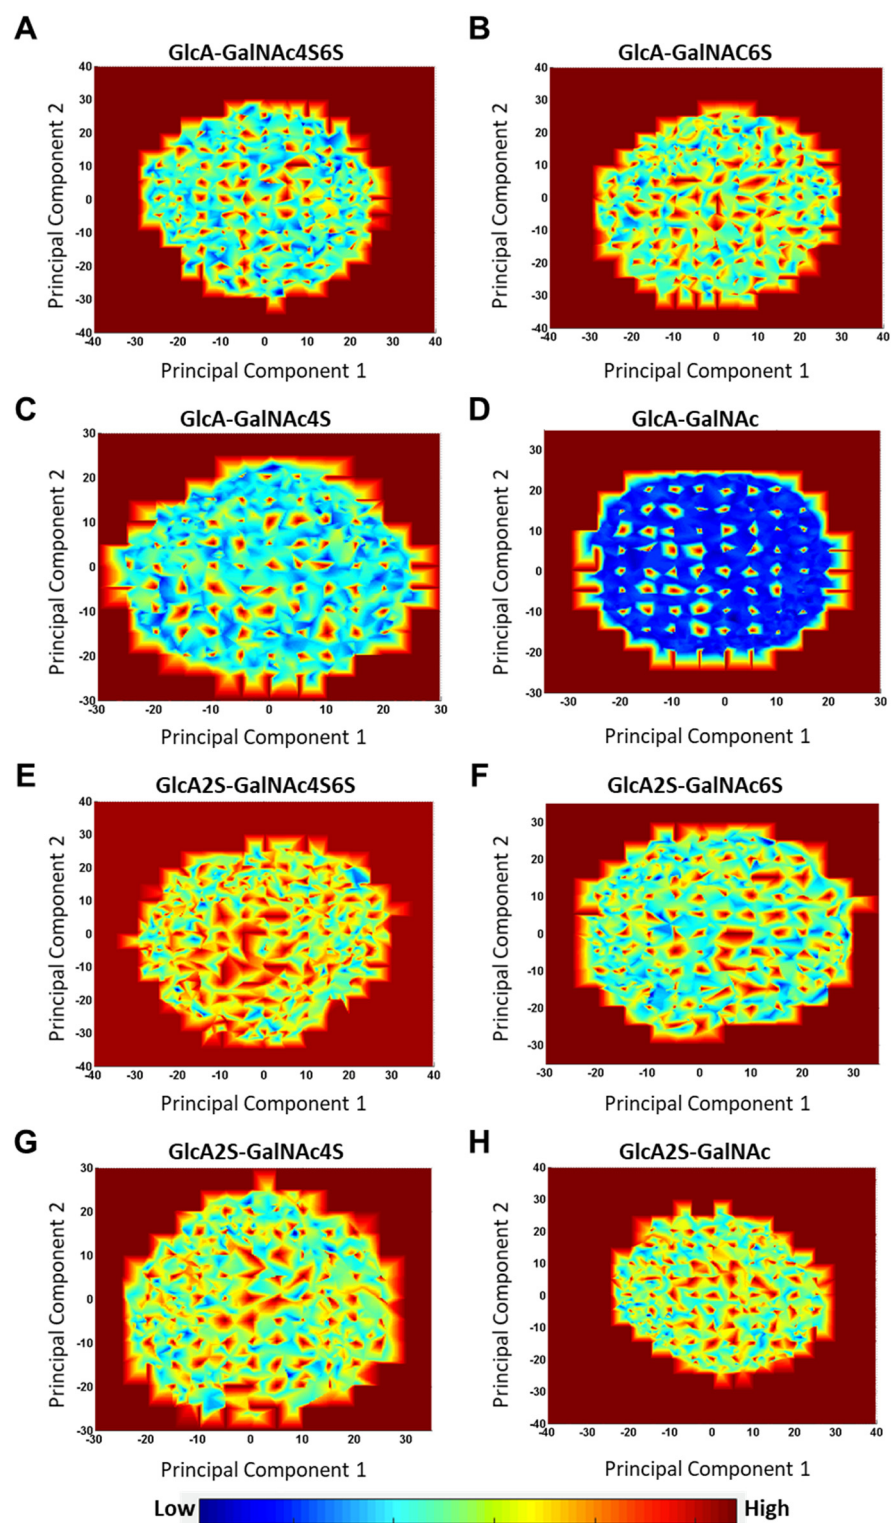 A
GlcA-GalNAc4S6S
Principal Component 2
40
30
20
10
0
-10
-20
-30
-40
-40 -30 -20 -10 0 10 20 30 40
Principal Component 1
B
GlcA-GalNAC6S
Principal Component 2
40
30
20
10
0
-10
-20
-30
-40
-40 -30 -20 -10 0 10 20 30 40
Principal Component 1
C
GlcA-GalNAc4S
Principal Component 2
30
20
10
0
-10
-20
-30
-30 -20 -10 0 10 20 30
Principal Component 1
D
GlcA-GalNAc
Principal Component 2
30
20
10
0
-10
-20
-30
-30 -20 -10 0 10 20 30
Principal Component 1
E
GlcA2S-GalNAc4S6S
Principal Component 2
40
30
20
10
0
-10
-20
-30
-40
-40 -30 -20 -10 0 10 20 30 40
Principal Component 1
F
GlcA2S-GalNAc6S
Principal Component 2
30
20
10
0
-10
-20
-30
-30 -20 -10 0 10 20 30
Principal Component 1
G
GlcA2S-GalNAc4S
Principal Component 2
30
20
10
0
-10
-20
-30
-30 -20 -10 0 10 20 30
Principal Component 1
H
GlcA2S-GalNAc
Principal Component 2
40
30
20
10
0
-10
-20
-30
-40
-40 -30 -20 -10 0 10 20 30 40
Principal Component 1
Low High